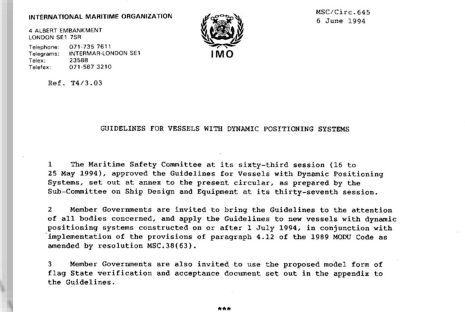 INTERNATIONAL MARITIME ORGANIZATION
4 ALBERT EMBANKMENT
LONDON SE1 7SR
Telephone: 071-735 7611
Telegrams: INTERMAR-LONDON SE1
Telex: 23588
Telefax: 071-587 3210
IMO
MSC/Circ.645
6 June 1994
Ref. T4/3.03
GUIDELINES FOR VESSELS WITH DYNAMIC POSITIONING SYSTEMS
1 The Maritime Safety Committee at its sixty-third session (16 to
25 May 1994), approved the Guidelines for Vessels with Dynamic Positioning
Systems, set out at annex to the present circular, as prepared by the
Sub-Committee on Ship Design and Equipment at its thirty-seventh session.
2 Member Governments are invited to bring the Guidelines to the attention
of all bodies concerned, and apply the Guidelines to new vessels with dynamic
positioning systems constructed on or after 1 July 1994, in conjunction with
implementation of the provisions of paragraph 4.12 of the 1989 MODU Code as
amended by resolution MSC.38(63).
3 Member Governments are also invited to use the proposed model form of
flag State verification and acceptance document set out in the appendix to
the Guidelines.
***